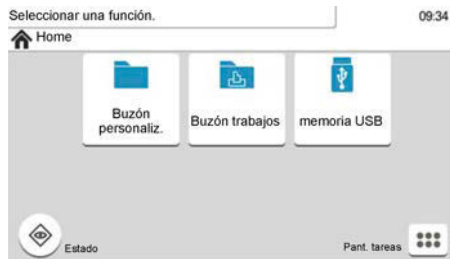 Seleccionar una función.
09:34
Home
Buzón
personaliz.
Buzón trabajos
memoria USB
Estado
Pant. tareas